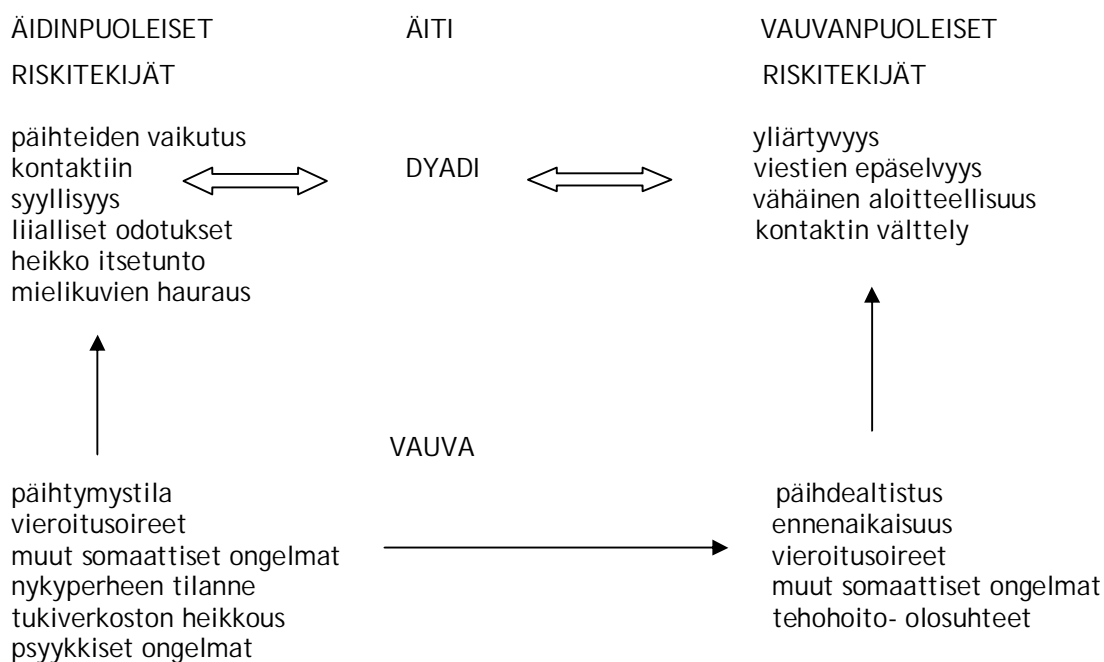 ÄIDINPUOLEISET
RISKITEKIJÄT
päihteiden vaikutus
kontaktiin
syyllisyys
liialliset odotukset
heikko itsetunto
mielikuvien hauraus
ÄITI
DYADI
VAUVA
VAUVANPUOLEISET
RISKITEKIJÄT
yliärtyvyys
viestien epäselvyys
vähäinen aloitteellisuus
kontaktin välttely
päihtymystila
vieroitusoireet
muut somaattiset ongelmat
nykyperheen tilanne
tukiverkoston heikkous
psyykkiset ongelmat
päihdealtistus
ennenaikaisuus
vieroitusoireet
muut somaattiset ongelmat
tehohoito- olosuhteet